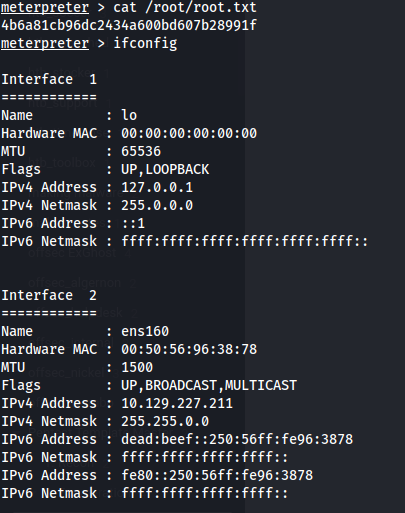 meterpreter > cat /root/root.txt
4b6a81cb96dc2434a600bd607b28991f
meterpreter > ifconfig
Interface  1
============
Name         : lo
Hardware MAC : 00:00:00:00:00:00
MTU          : 65536
Flags        : UP,LOOPBACK
IPv4 Address : 127.0.0.1
IPv4 Netmask : 255.0.0.0
IPv6 Address : ::1
IPv6 Netmask : ffff:ffff:ffff:ffff:ffff:ffff::
Interface  2
============
Name         : ens160
Hardware MAC : 00:50:56:96:38:78
MTU          : 1500
Flags        : UP,BROADCAST,MULTICAST
IPv4 Address : 10.129.227.211
IPv4 Netmask : 255.255.0.0
IPv6 Address : dead:beef::250:56ff:fe96:3878
IPv6 Netmask : ffff:ffff:ffff:ffff::
IPv6 Address : fe80::250:56ff:fe96:3878
IPv6 Netmask : ffff:ffff:ffff:ffff::